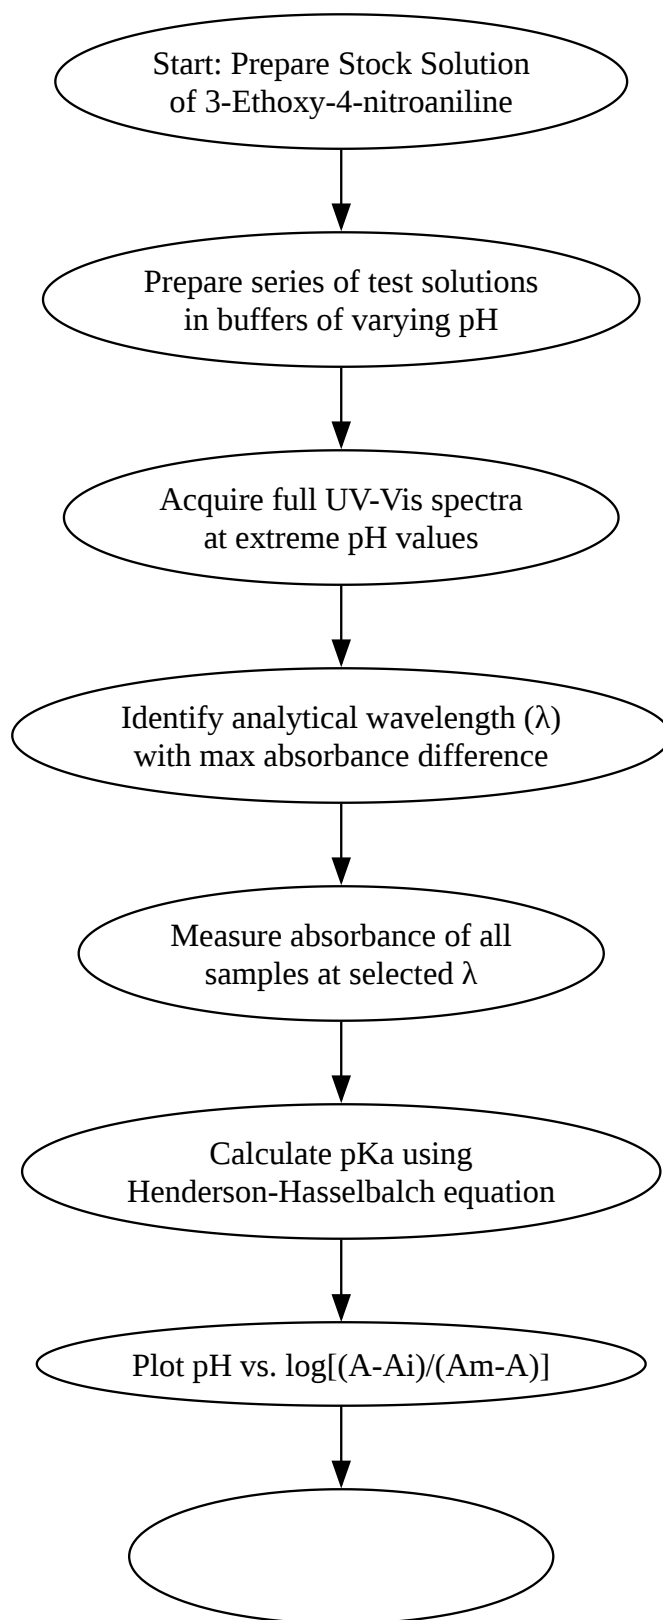 Start: Prepare Stock Solution
of 3-Ethoxy-4-nitroaniline
Prepare series of test solutions
in buffers of varying pH
Acquire full UV-Vis spectra
at extreme pH values
Identify analytical wavelength (λ)
with max absorbance difference
Measure absorbance of all
samples at selected λ
Calculate pKa using
Henderson-Hasselbalch equation
Plot pH vs. log[(A-Ai)/(Am-A)]